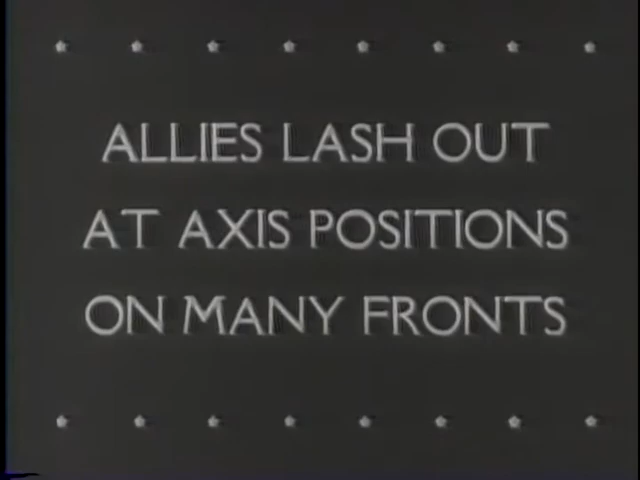 ALLIES LASH OUT
AT AXIS POSITIONS
ON MANY FRONTS